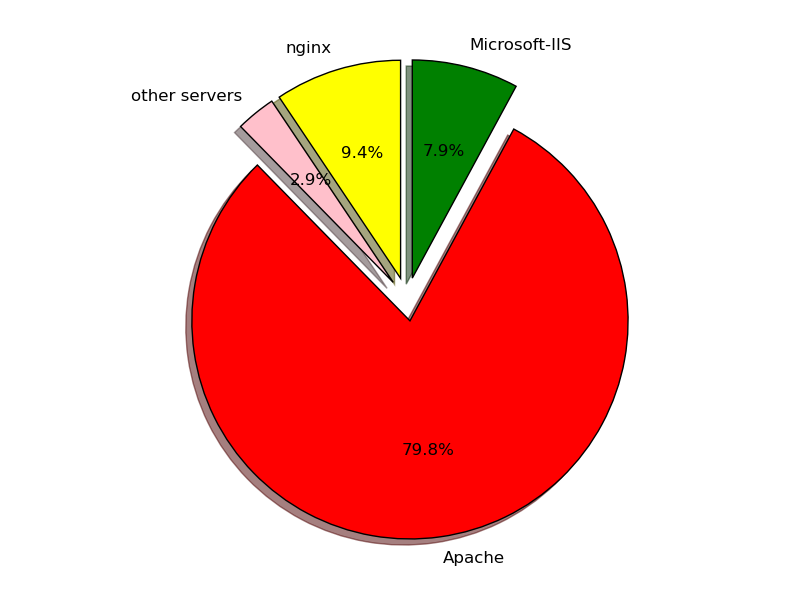 Microsoft-IIS
nginx
other servers
7.9%
9.4%
2.9%
79.8%
Apache